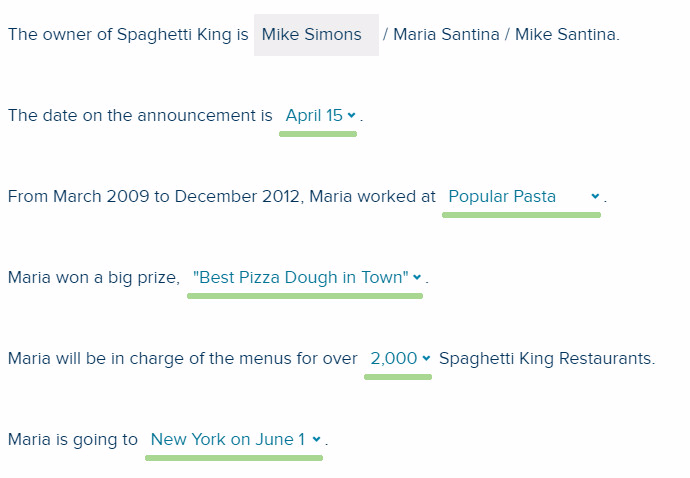 The owner of Spaghetti King is Mike Simons / Maria Santina / Mike Santina.
The date on the announcement is April 15.
From March 2009 to December 2012, Maria worked at Popular Pasta.
Maria won a big prize, "Best Pizza Dough in Town".
Maria will be in charge of the menus for over 2,000 Spaghetti King Restaurants.
Maria is going to New York on June 1.